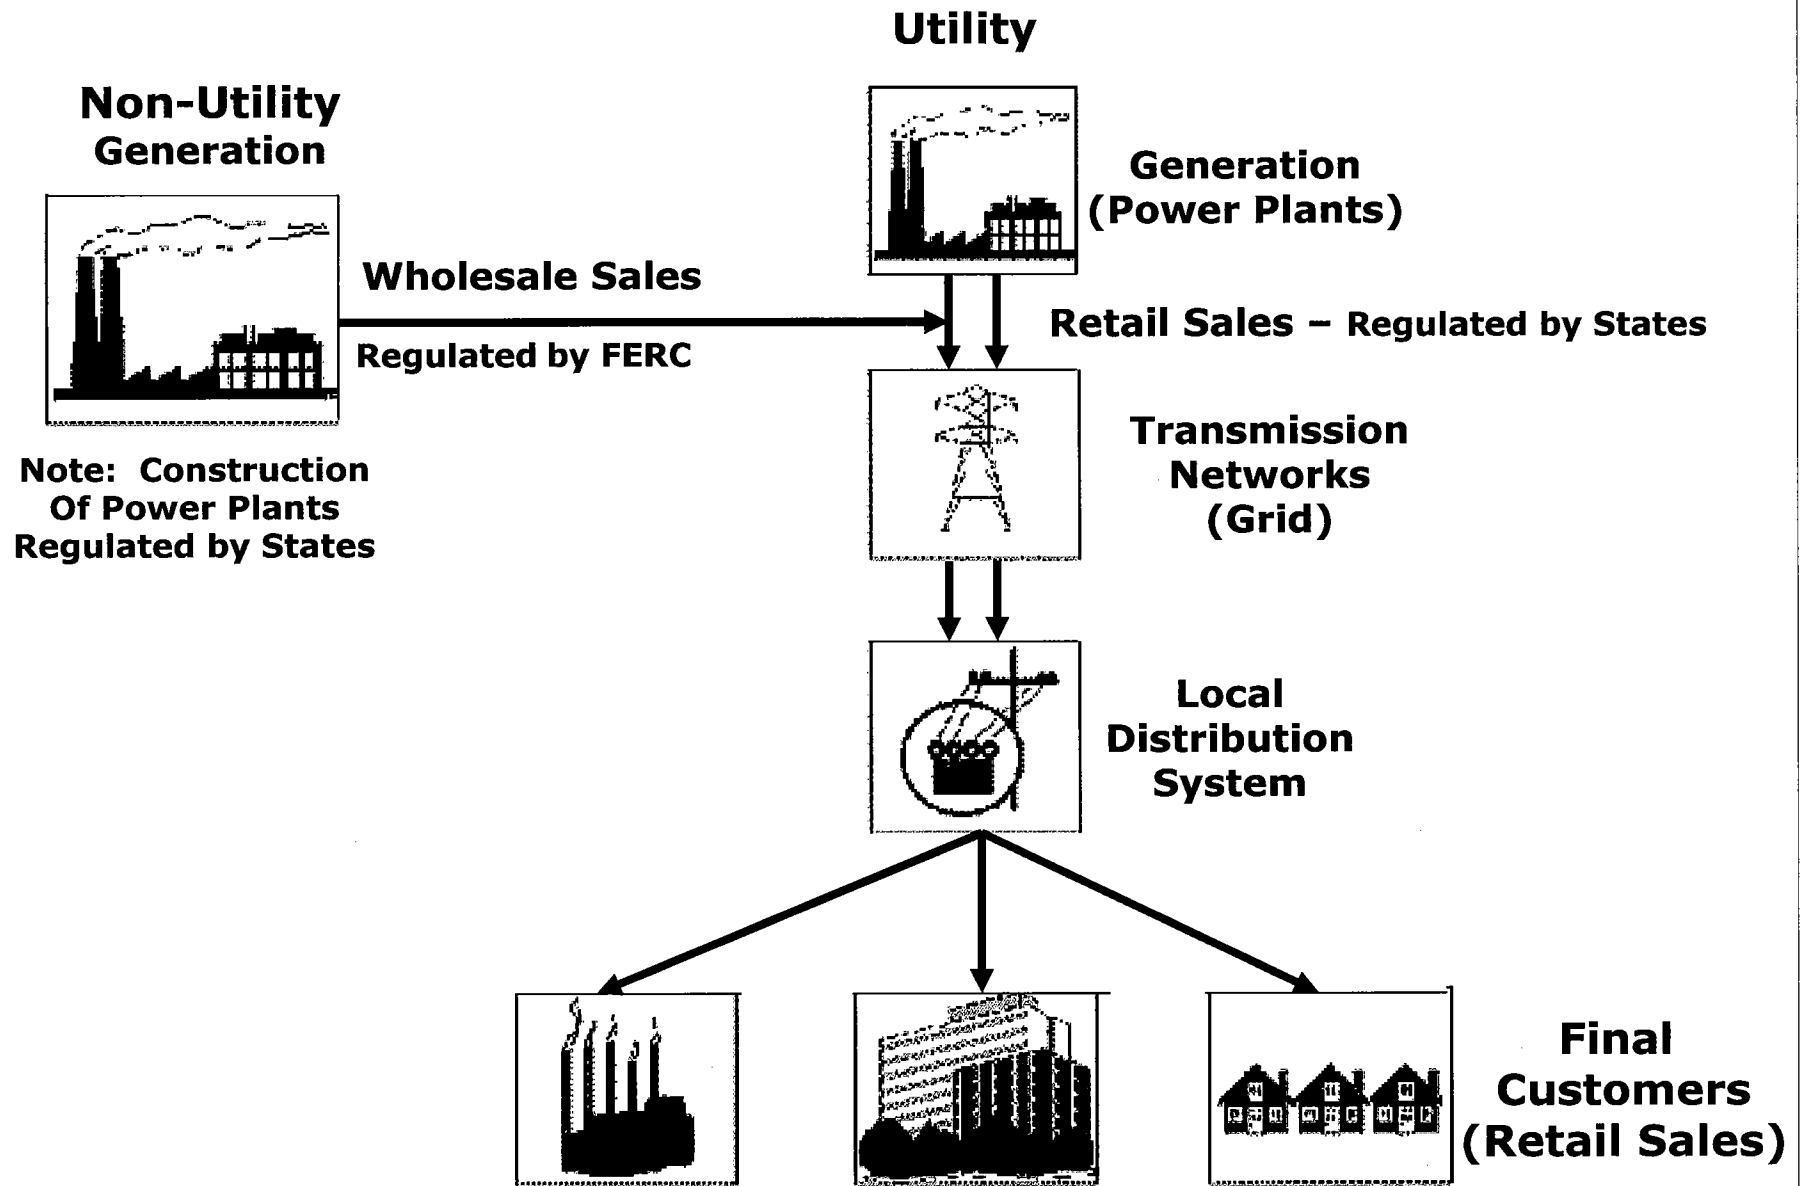 Utility
Non-Utility
Generation
Generation
(Power Plants)
Wholesale Sales
Regulated by FERC
Retail Sales – Regulated by States
Note: Construction
Of Power Plants
Regulated by States
Transmission
Networks
(Grid)
Local
Distribution
System
Final
Customers
(Retail Sales)